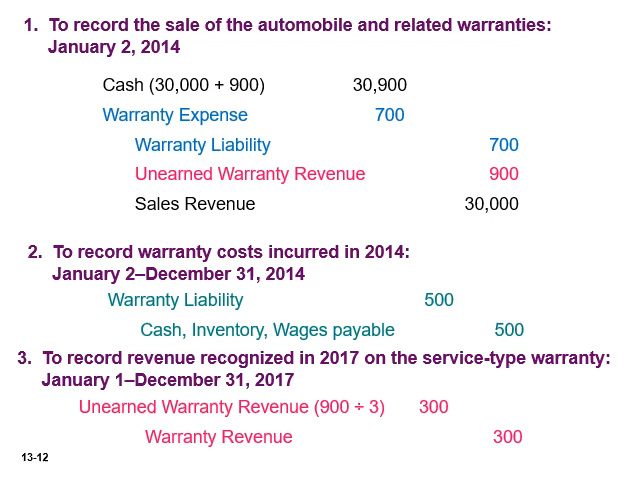 1. To record the sale of the automobile and related warranties:
January 2, 2014
Cash (30,000 + 900) 30,900
Warranty Expense 700
Warranty Liability 700
Unearned Warranty Revenue 900
Sales Revenue 30,000
2. To record warranty costs incurred in 2014:
January 2–December 31, 2014
Warranty Liability 500
Cash, Inventory, Wages payable 500
3. To record revenue recognized in 2017 on the service-type warranty:
January 1–December 31, 2017
Unearned Warranty Revenue (900 ÷ 3) 300
Warranty Revenue 300
13-12